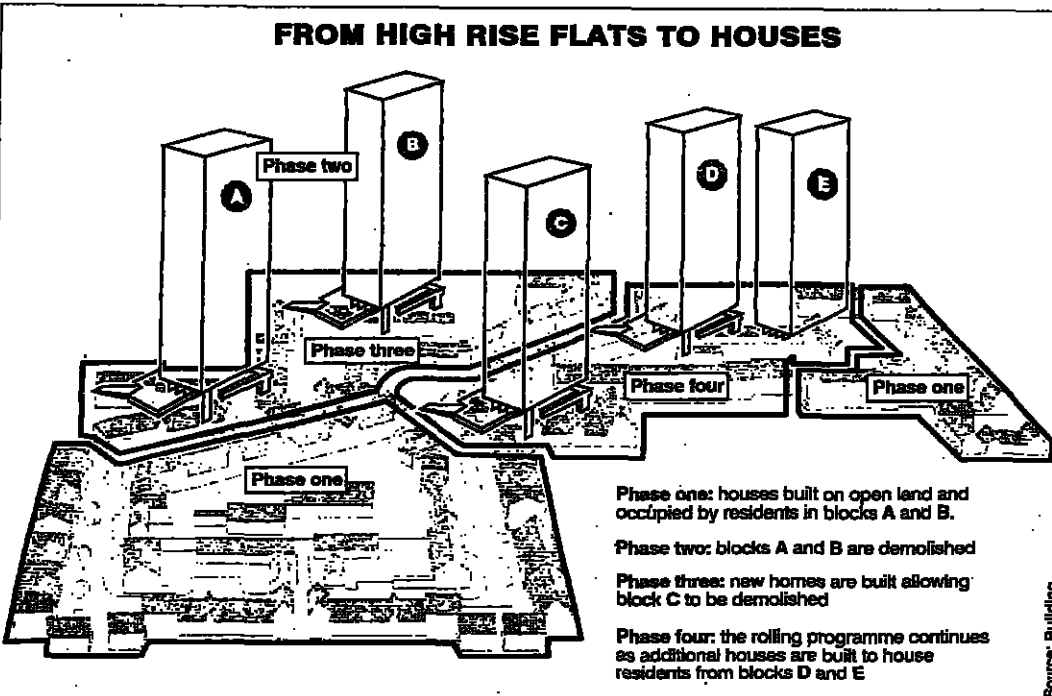 FROM HIGH RISE FLATS TO HOUSES
B
Phase two
D
A
E
C
Phase three
Phase four
Phase one
Phase one
Phase one: houses built on open land and
occupied by residents in blocks A and B.
Phase two: blocks A and B are demolished
Phase three: new homes are built allowing
block C to be demolished
Phase four: the rolling programme continues
as additional houses are built to house
residents from blocks D and E
Source: Building